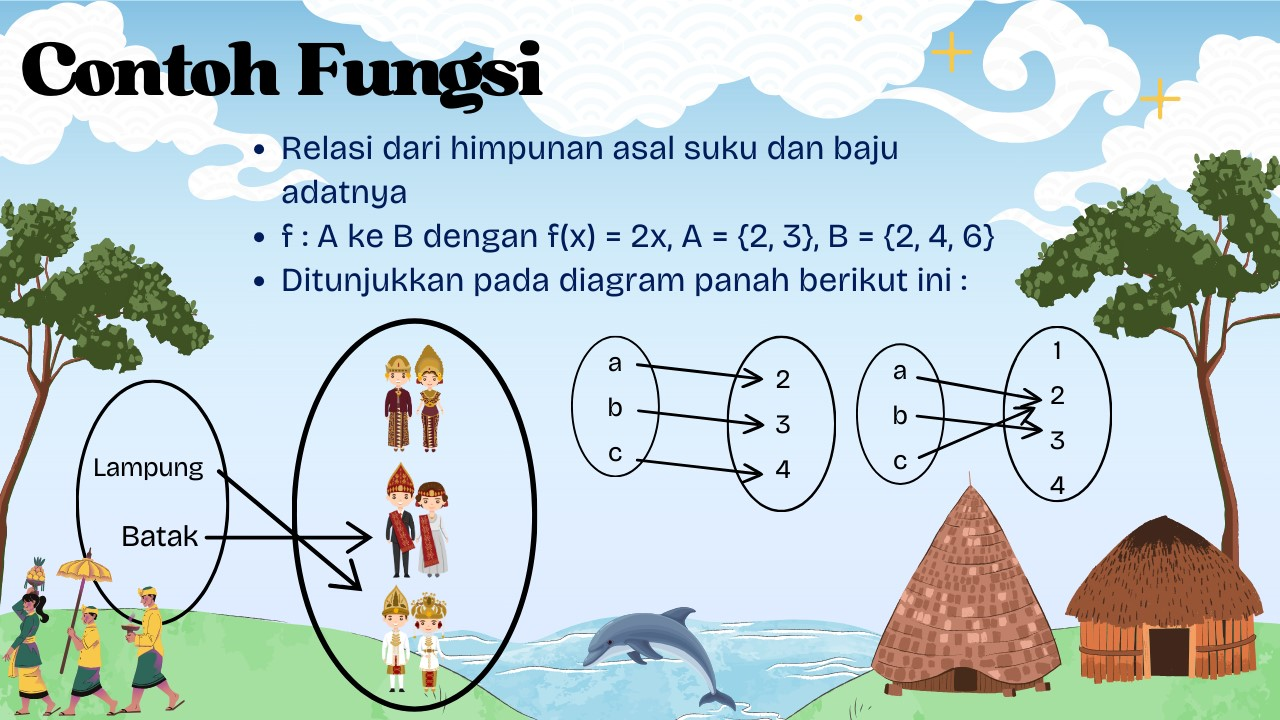 Contoh Fungsi
• Relasi dari himpunan asal suku dan baju
adatnya
• f : A ke B dengan f(x) = 2x, A = {2, 3}, B = {2, 4, 6}
• Ditunjukkan pada diagram panah berikut ini :
Lampung
Batak
a
b
c
2
3
4
a
b
c
1
2
3
4